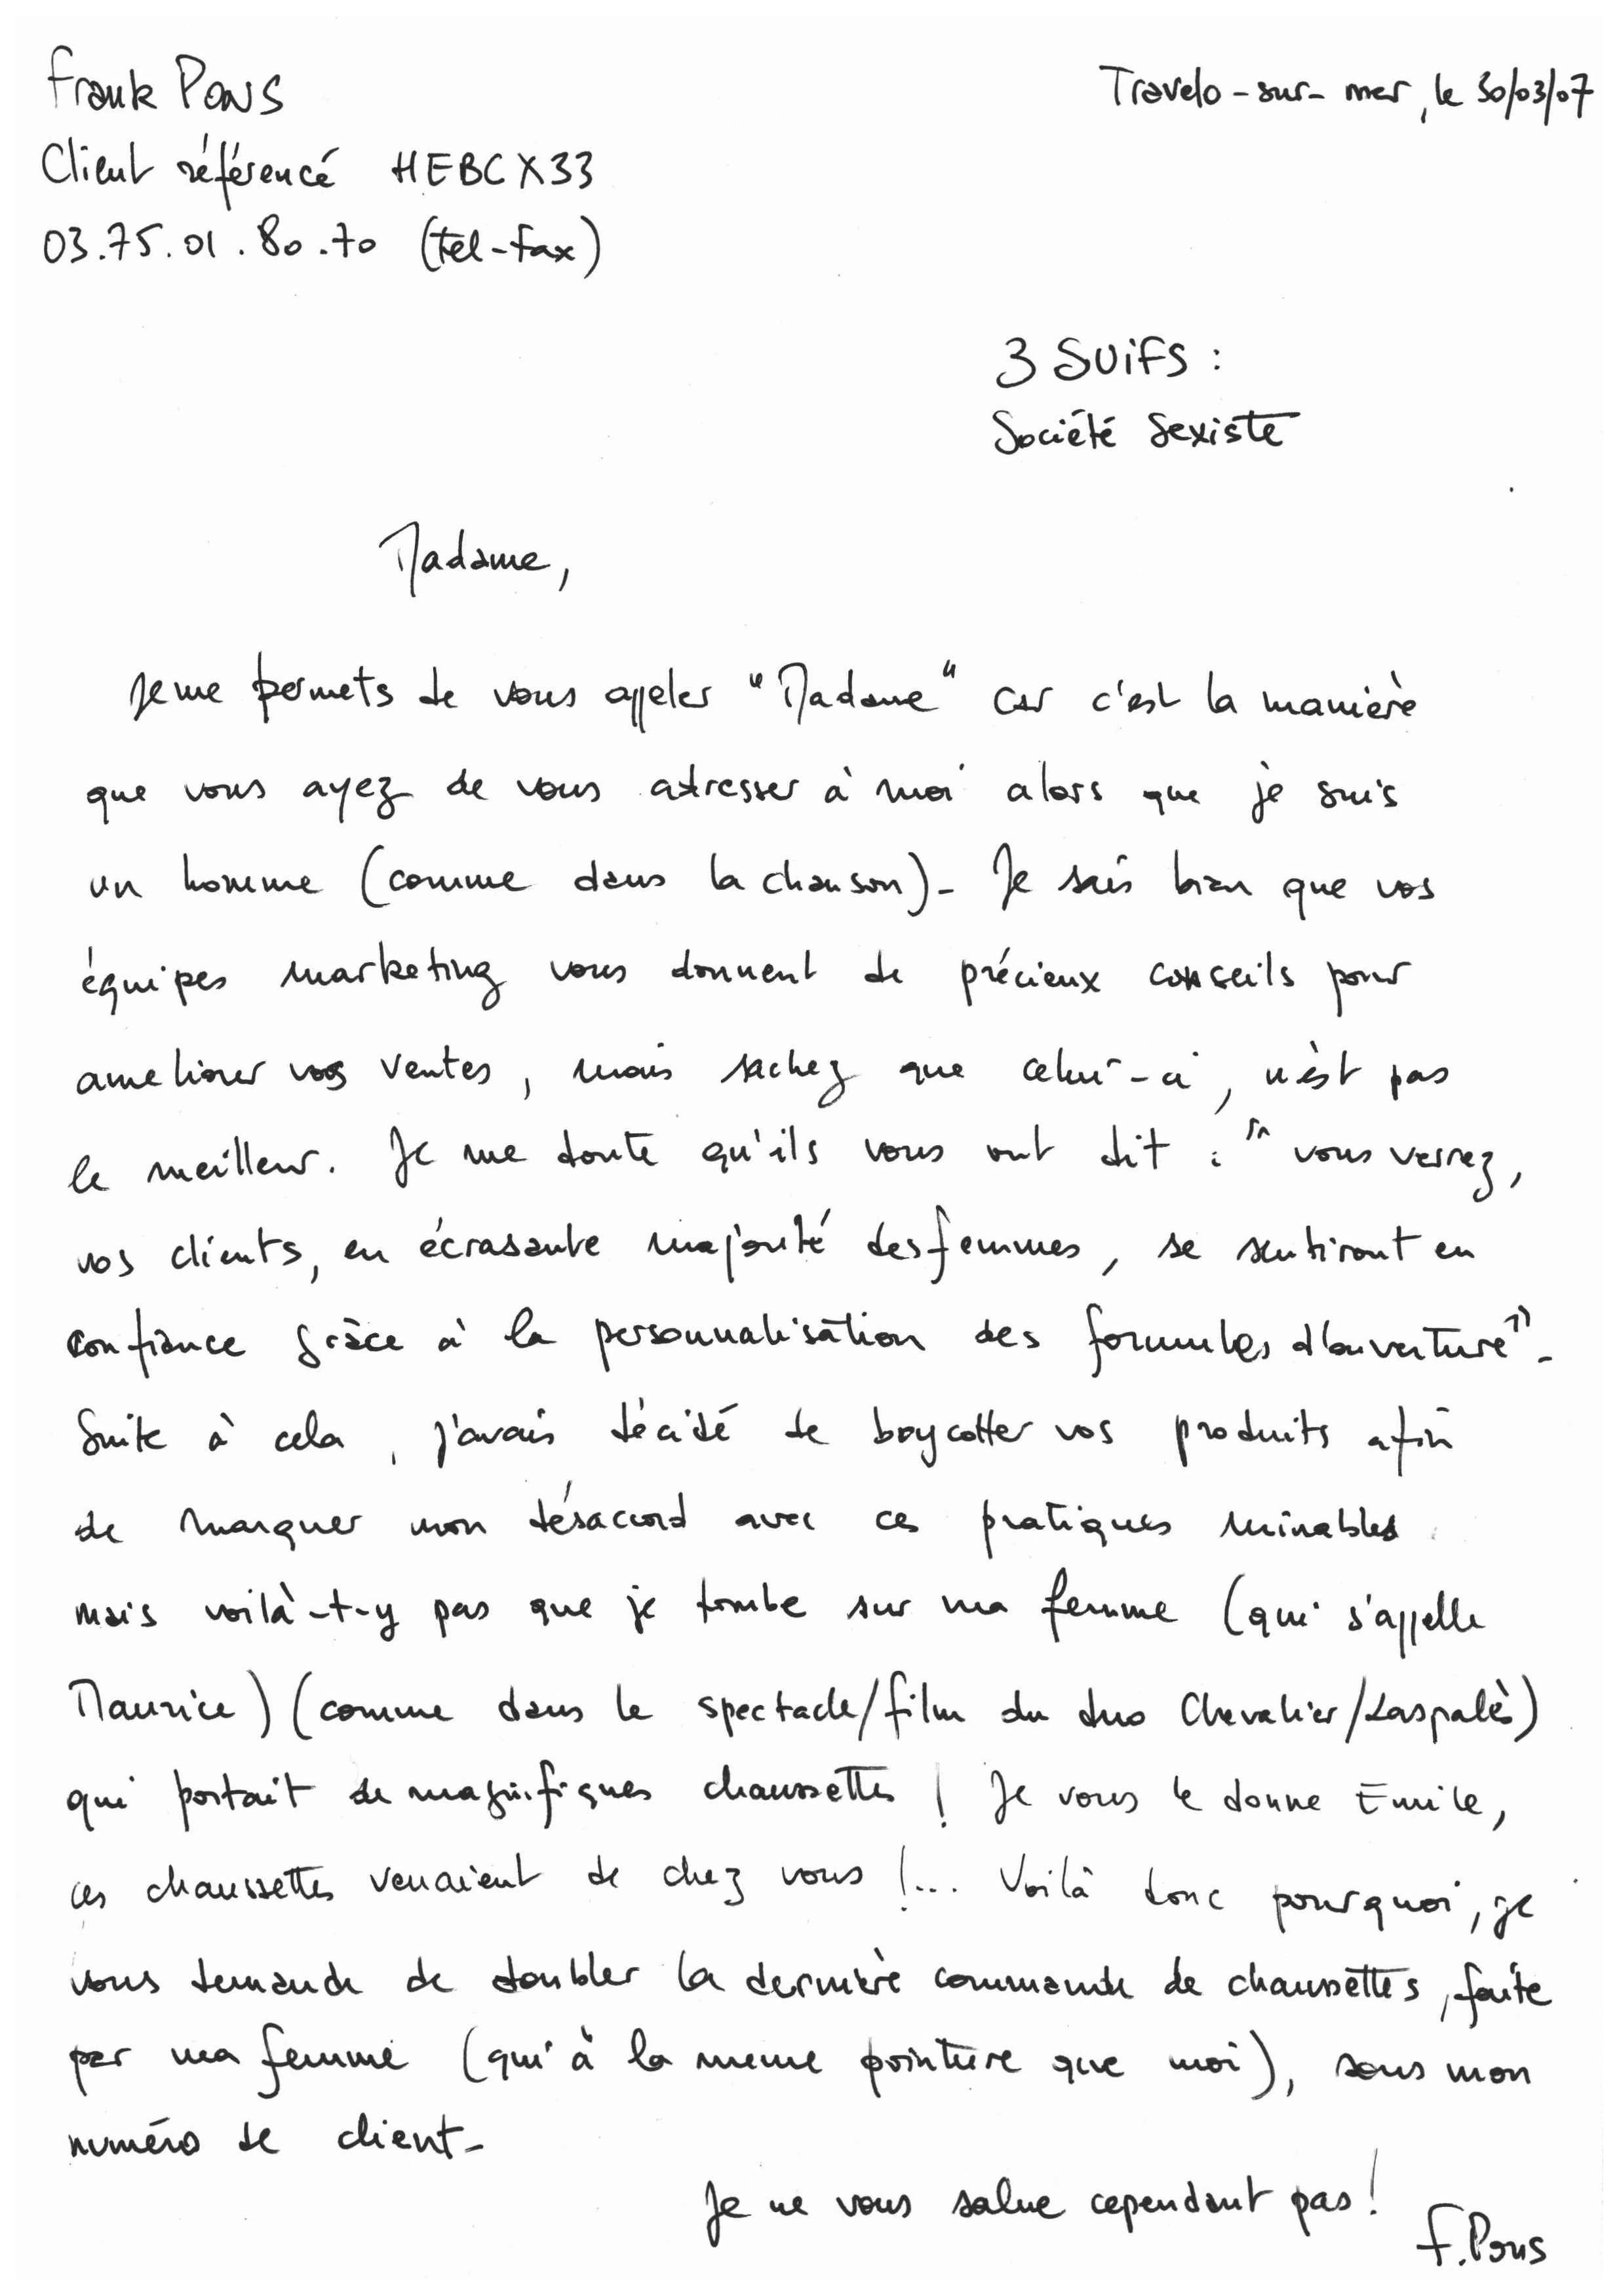 Frank Pons
Travelo-sur-mer, le 30/03/07
Client référencé HEBCX33
03.75.01.80.70 (tel-fax)
3 SUIFS :
Société Sexiste
Madame,
Je me permets de vous appeler "Madame" car c'est la manière
que vous ayez de vous adresser à moi alors que je suis
un homme (comme dans la chanson). Je sais bien que vos
équipes marketing vous donnent de précieux conseils pour
ameliorer vos ventes, mais sachez que celui-ci, n'est pas
le meilleur. Je me doute qu'ils vous ont dit : "vous verrez,
vos clients, en écrasante majorité des femmes, se sentiront en
confiance grâce à la personnalisation des formules d'ouverture".
Suite à cela, j'avais décidé de boycotter vos produits afin
de marquer mon désaccord avec ces pratiques minables
mais voilà-t-y pas que je tombe sur ma femme (qui s'appelle
Maurice) (comme dans le spectacle/film du duo Chevalier/Laspalès)
qui portait de magnifiques chaussettes ! Je vous le donne Emile,
ces chaussettes venaient de chez vous !... Voilà donc pourquoi, je
vous demande de doubler la dernière commande de chaussettes, faite
par ma femme (qui à la meme pointure que moi), sous mon
numéro de client.
Je ne vous salue cependant pas !
F.Pons